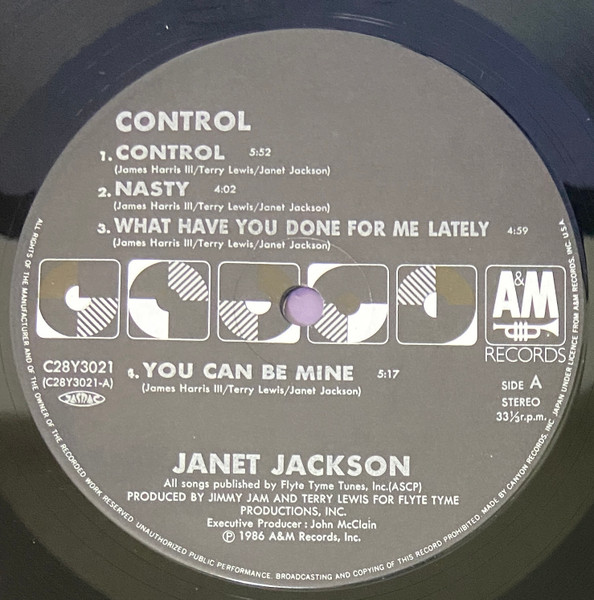 CONTROL
1. CONTROL 5:52
(James Harris III/Terry Lewis/Janet Jackson)
2. NASTY 4:02
(James Harris III/Terry Lewis/Janet Jackson)
3. WHAT HAVE YOU DONE FOR ME LATELY 4:59
(James Harris III/Terry Lewis/Janet Jackson)
A&M
RECORDS
C28Y3021
(C28Y3021-A)
JASRAC
4. YOU CAN BE MINE 5:17
(James Harris III/Terry Lewis/Janet Jackson)
SIDE A
STEREO
33⅓r.p.m.
JANET JACKSON
All songs published by Flyte Tyme Tunes, Inc.(ASCP)
PRODUCED BY JIMMY JAM AND TERRY LEWIS FOR FLYTE TYME
PRODUCTIONS, INC.
Executive Producer : John McClain
Ⓟ 1986 A&M Records, Inc.
ALL RIGHTS OF THE MANUFACTURER AND OF THE OWNER OF THE RECORDED WORK RESERVED. UNAUTHORIZED PUBLIC PERFORMANCE. BROADCASTING AND COPYING OF THIS RECORD PROHIBITED. MADE BY CANYON RECORDS, INC. JAPAN UNDER LICENCE FROM A&M RECORDS, INC. U.S.A.